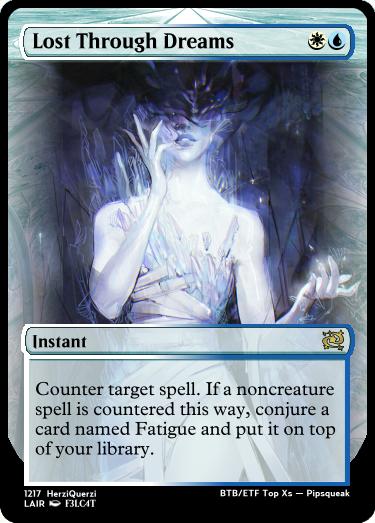 Lost Through Dreams
Instant
Counter target spell. If a noncreature
spell is countered this way, conjure a
card named Fatigue and put it on top
of your library.
1217 HerziQuerzi
BTB/ETF Top Xs — Pipsqueak
LAIR F3LC4T